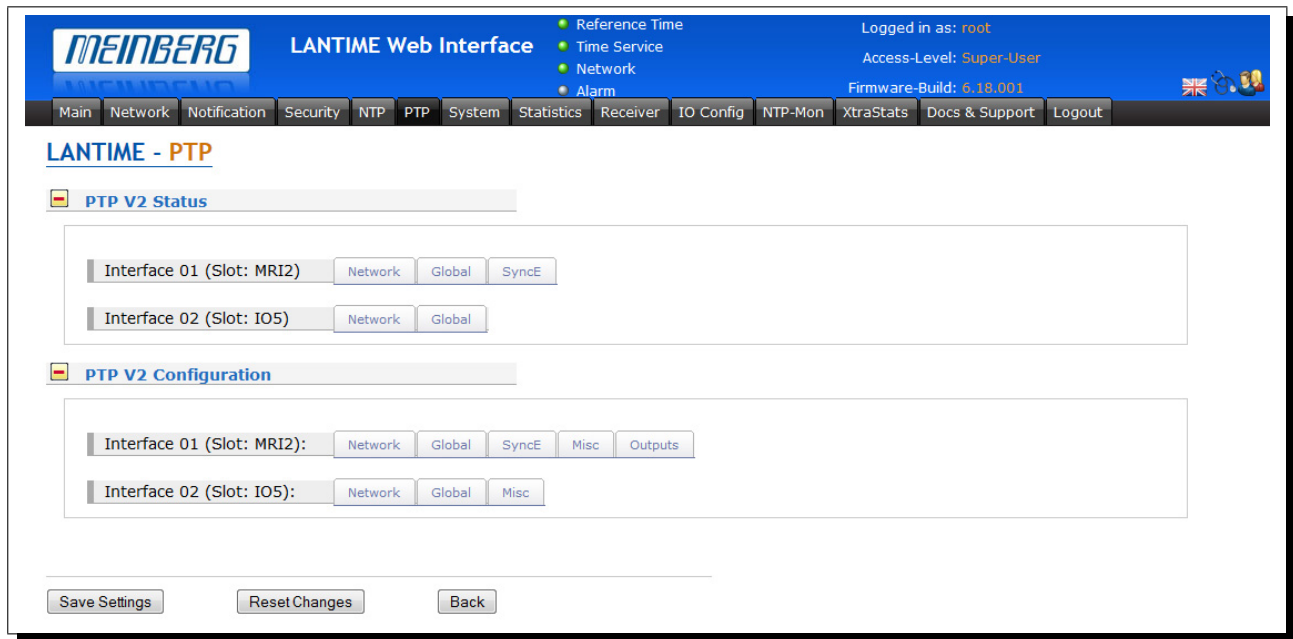 MEINBERG
LANTIME Web Interface
Reference Time
Time Service
Network
Alarm
Logged in as: root
Access-Level: Super-User
Firmware-Build: 6.18.001
Main Network Notification Security NTP PTP System Statistics Receiver IO Config NTP-Mon XtraStats Docs & Support Logout
LANTIME - PTP
PTP V2 Status
Interface 01 (Slot: MRI2) Network Global SyncE
Interface 02 (Slot: IO5) Network Global
PTP V2 Configuration
Interface 01 (Slot: MRI2): Network Global SyncE Misc Outputs
Interface 02 (Slot: IO5): Network Global Misc
Save Settings Reset Changes Back